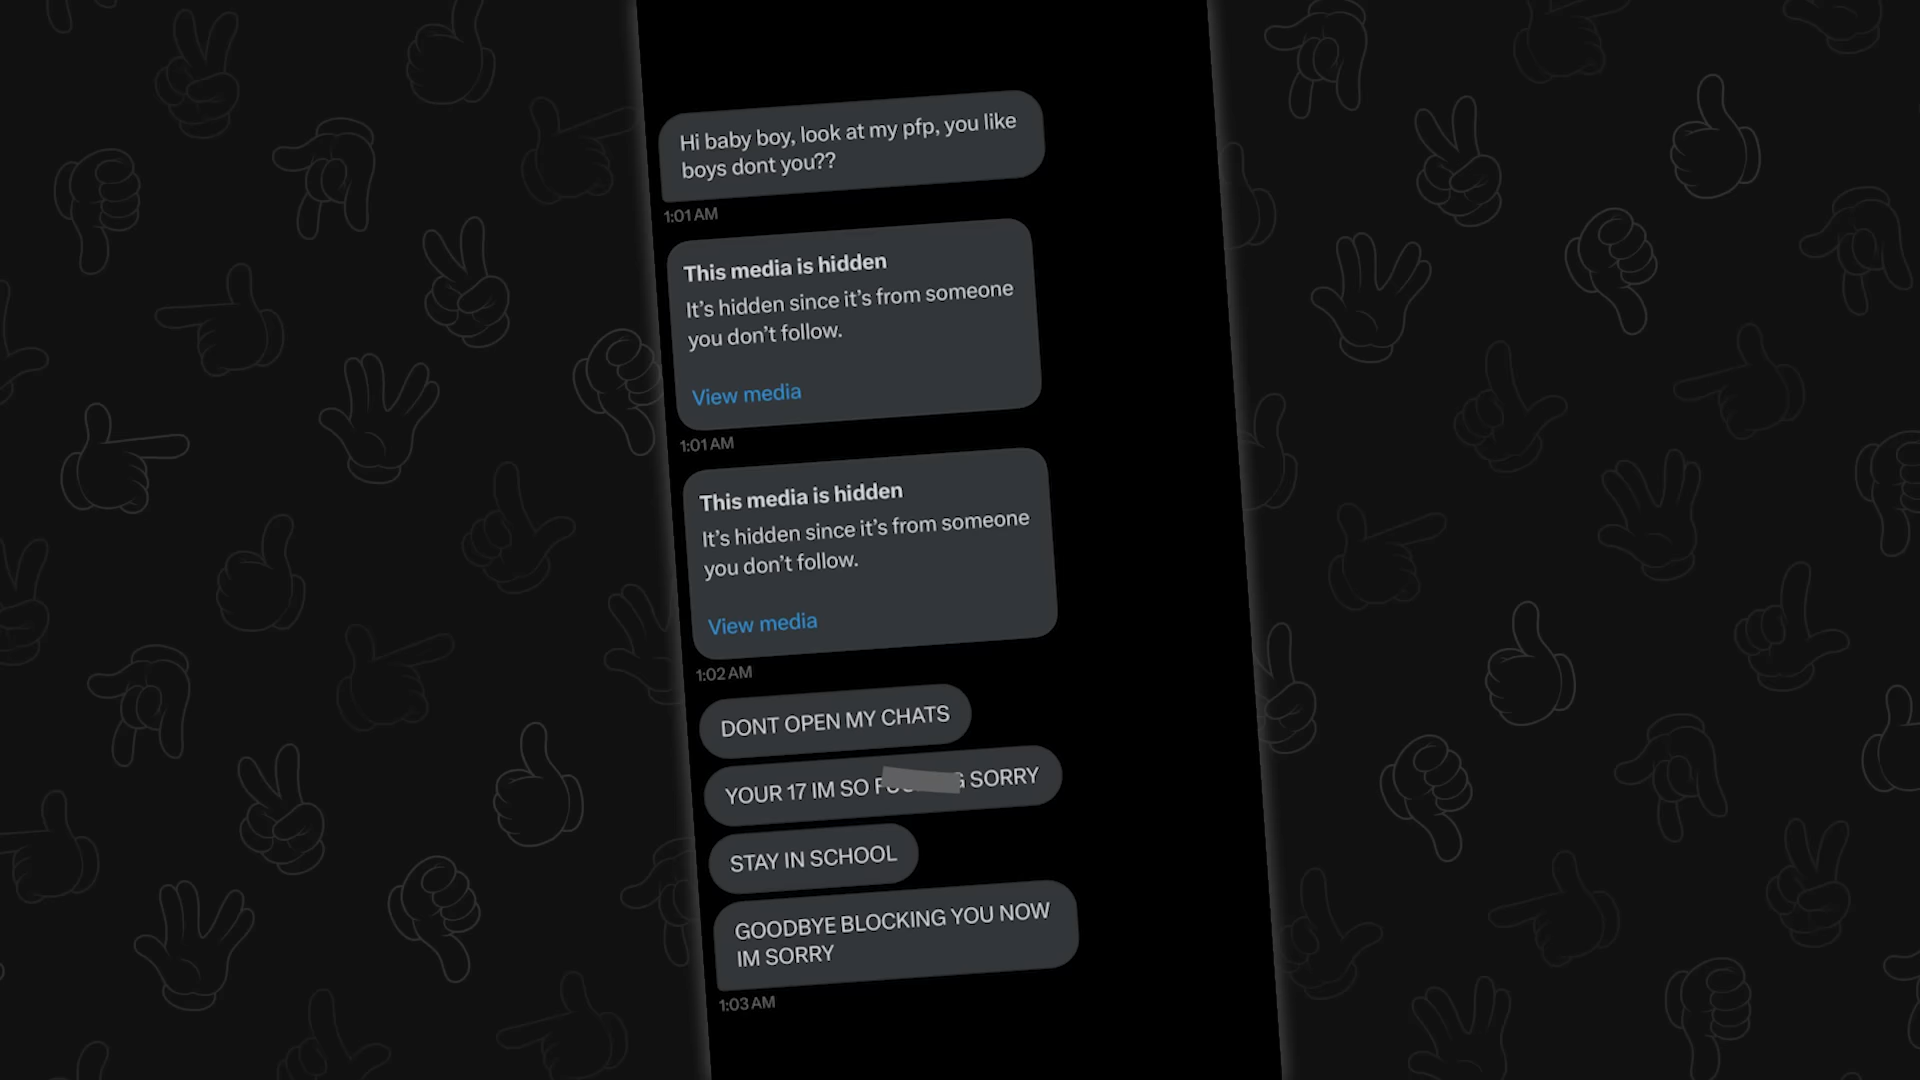 Hi baby boy, look at my pfp, you like
boys dont you??
1:01 AM
This media is hidden
It's hidden since it's from someone
you don't follow.
View media
1:01 AM
This media is hidden
It's hidden since it's from someone
you don't follow.
View media
1:02 AM
DONT OPEN MY CHATS
YOUR 17 IM SO SORRY
STAY IN SCHOOL
GOODBYE BLOCKING YOU NOW
IM SORRY
1:03 AM